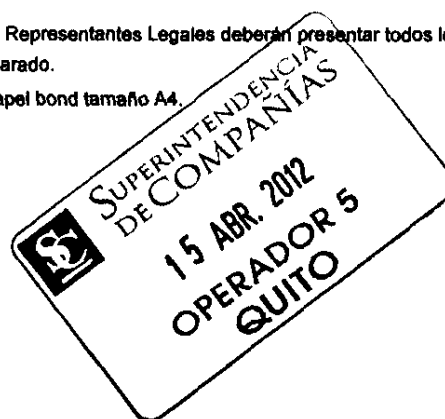 Representantes Legales deberán presentar todos l
arado.
apel bond tamaño A4.
SUPERINTENDENCIA
DE COMPAÑÍAS
SC
15 ABR. 2012
OPERADOR 5
QUITO